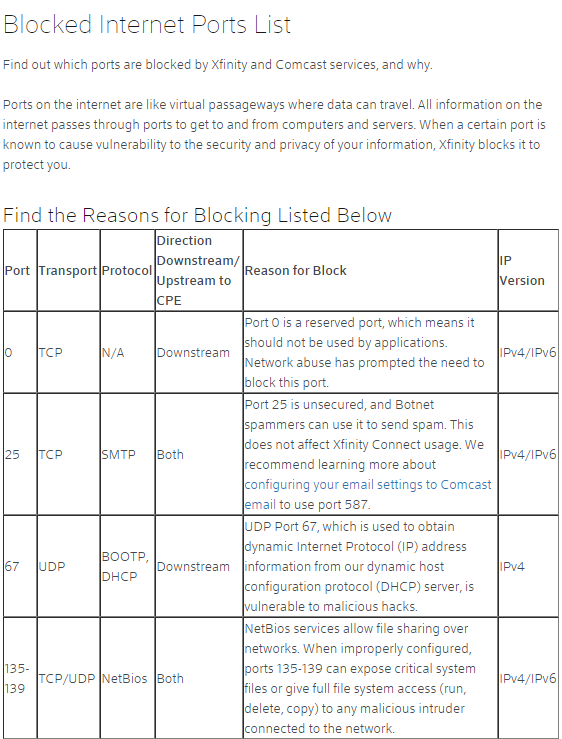 Blocked Internet Ports List
Find out which ports are blocked by Xfinity and Comcast services, and why.
Ports on the internet are like virtual passageways where data can travel. All information on the
internet passes through ports to get to and from computers and servers. When a certain port is
known to cause vulnerability to the security and privacy of your information, Xfinity blocks it to
protect you.
Find the Reasons for Blocking Listed Below
Port Transport Protocol Direction Downstream/ Upstream to CPE Reason for Block IP Version
0 TCP N/A Downstream
Port 0 is a reserved port, which means it
should not be used by applications.
Network abuse has prompted the need to
block this port.
IPv4/IPv6
25 TCP SMTP Both
Port 25 is unsecured, and Botnet
spammers can use it to send spam. This
does not affect Xfinity Connect usage. We
recommend learning more about
configuring your email settings to Comcast
email to use port 587.
IPv4/IPv6
67 UDP BOOTP, DHCP Downstream
UDP Port 67, which is used to obtain
dynamic Internet Protocol (IP) address
information from our dynamic host
configuration protocol (DHCP) server, is
vulnerable to malicious hacks.
IPv4
135-139 TCP/UDP NetBios Both
NetBios services allow file sharing over
networks. When improperly configured,
ports 135-139 can expose critical system
files or give full file system access (run,
delete, copy) to any malicious intruder
connected to the network.
IPv4/IPv6